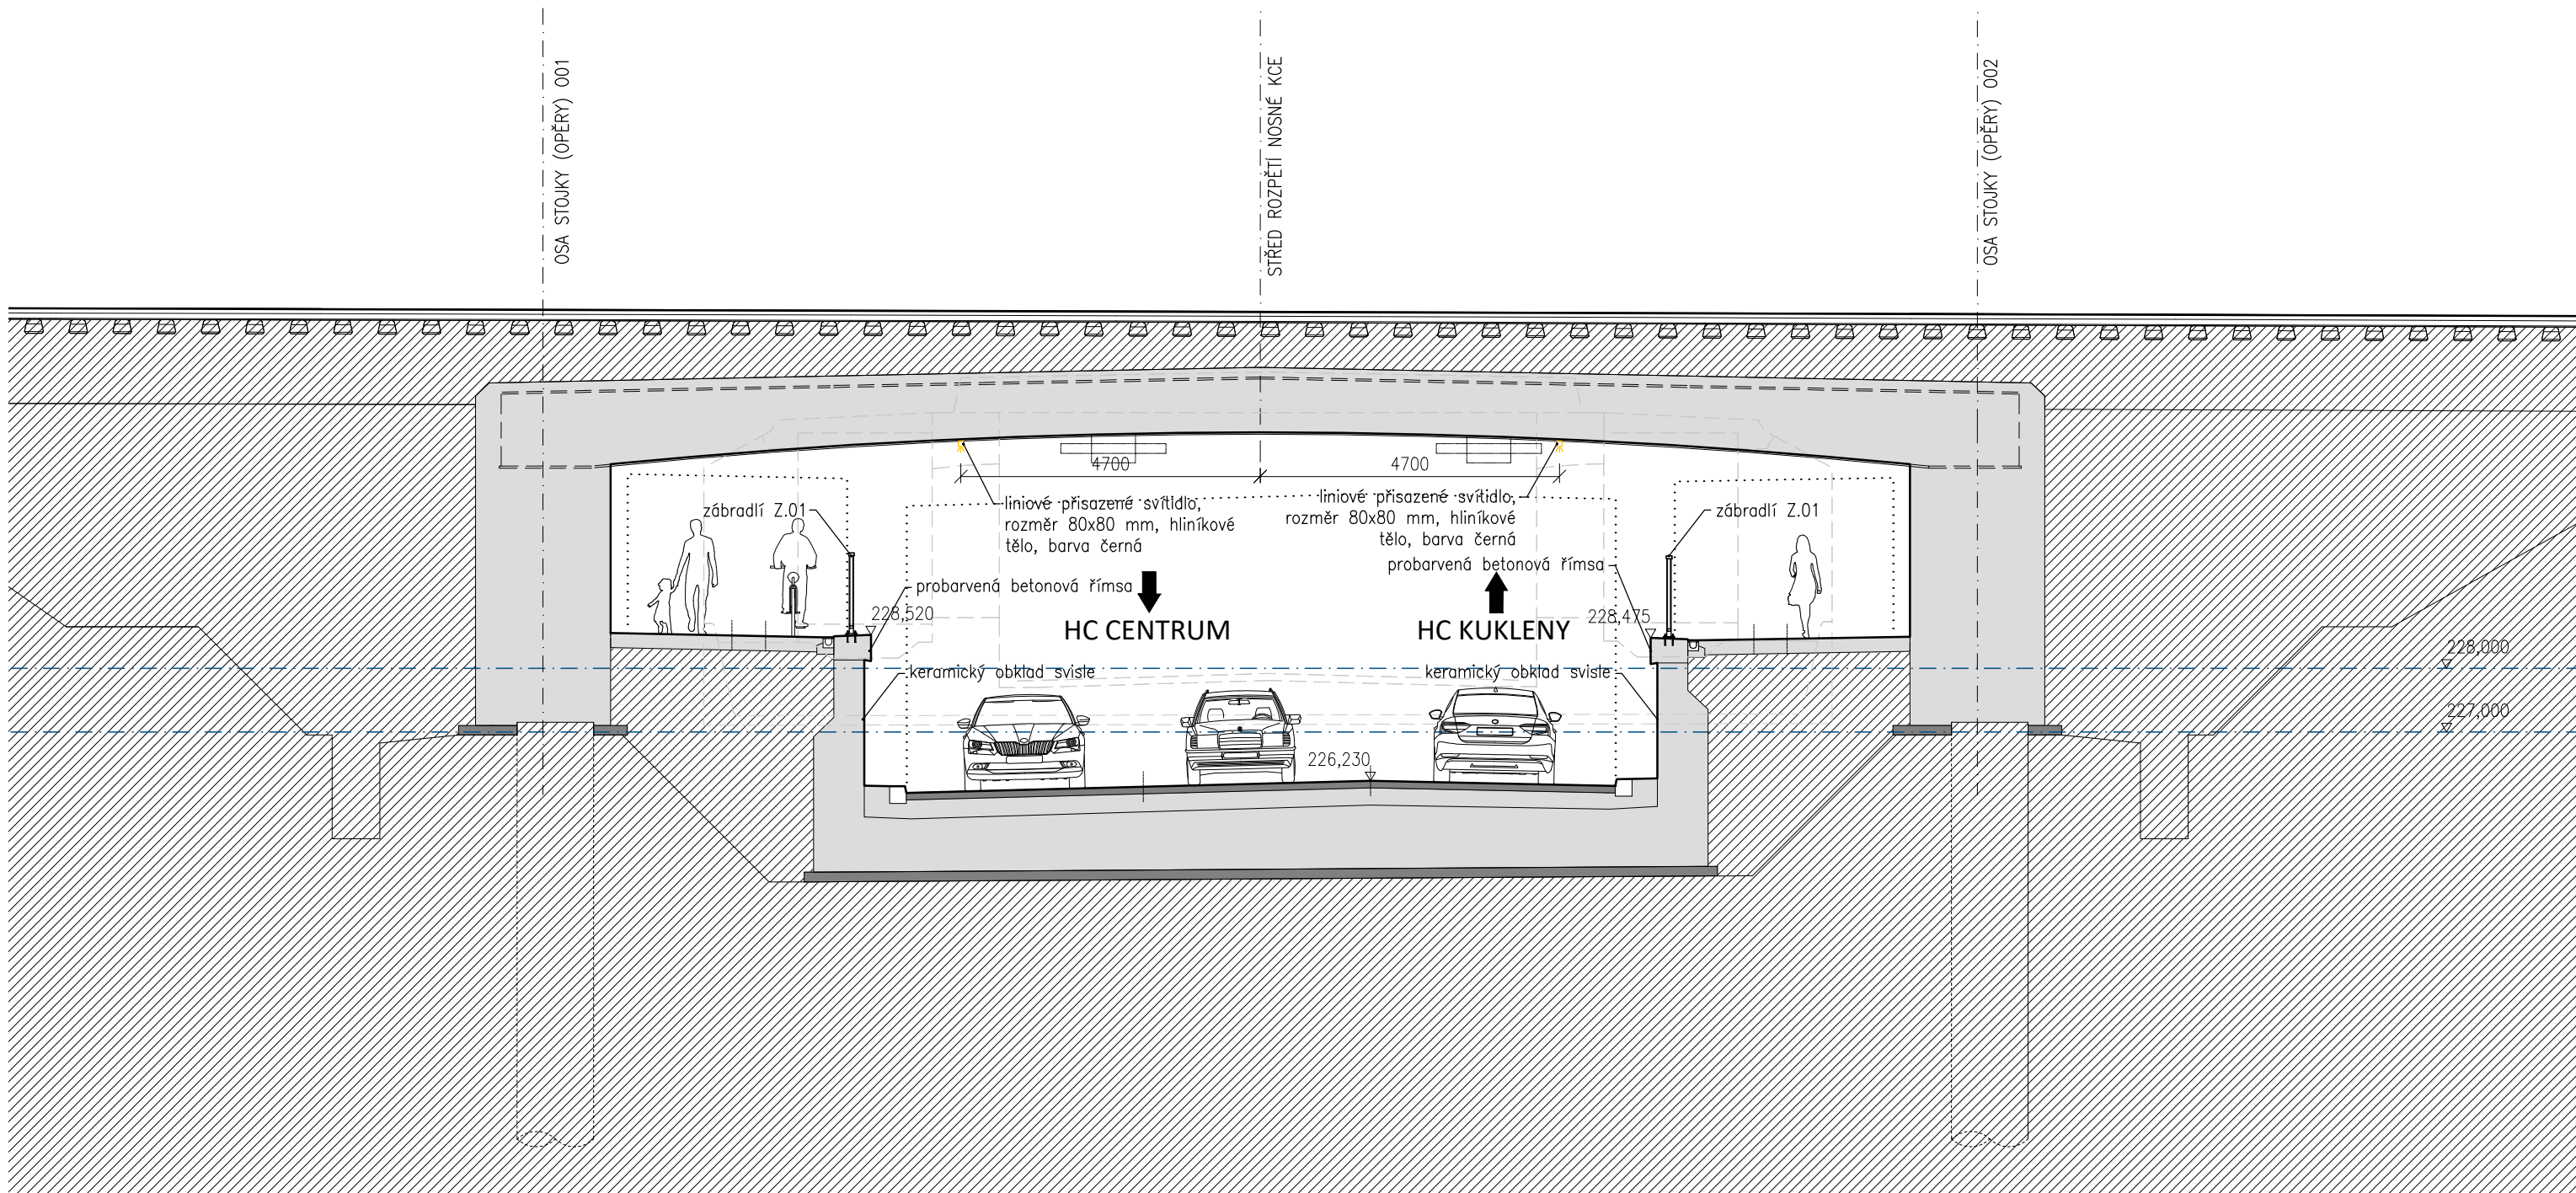 OSA STOJKY (OPĚRY) 001
STŘED ROZPĚTÍ NOSNÉ KCE
OSA STOJKY (OPĚRY) 002
4700
4700
zábradlí Z.01
liniové přisazené svítidlo,
rozměr 80x80 mm, hliníkové
tělo, barva černá
liniové přisazené svítidlo,
rozměr 80x80 mm, hliníkové
tělo, barva černá
zábradlí Z.01
probarvená betonová římsa
probarvená betonová římsa
228,520
228,475
HC CENTRUM
HC KUKLENY
228,000
keramický obklad svisle
keramický obklad svisle
227,000
226,230